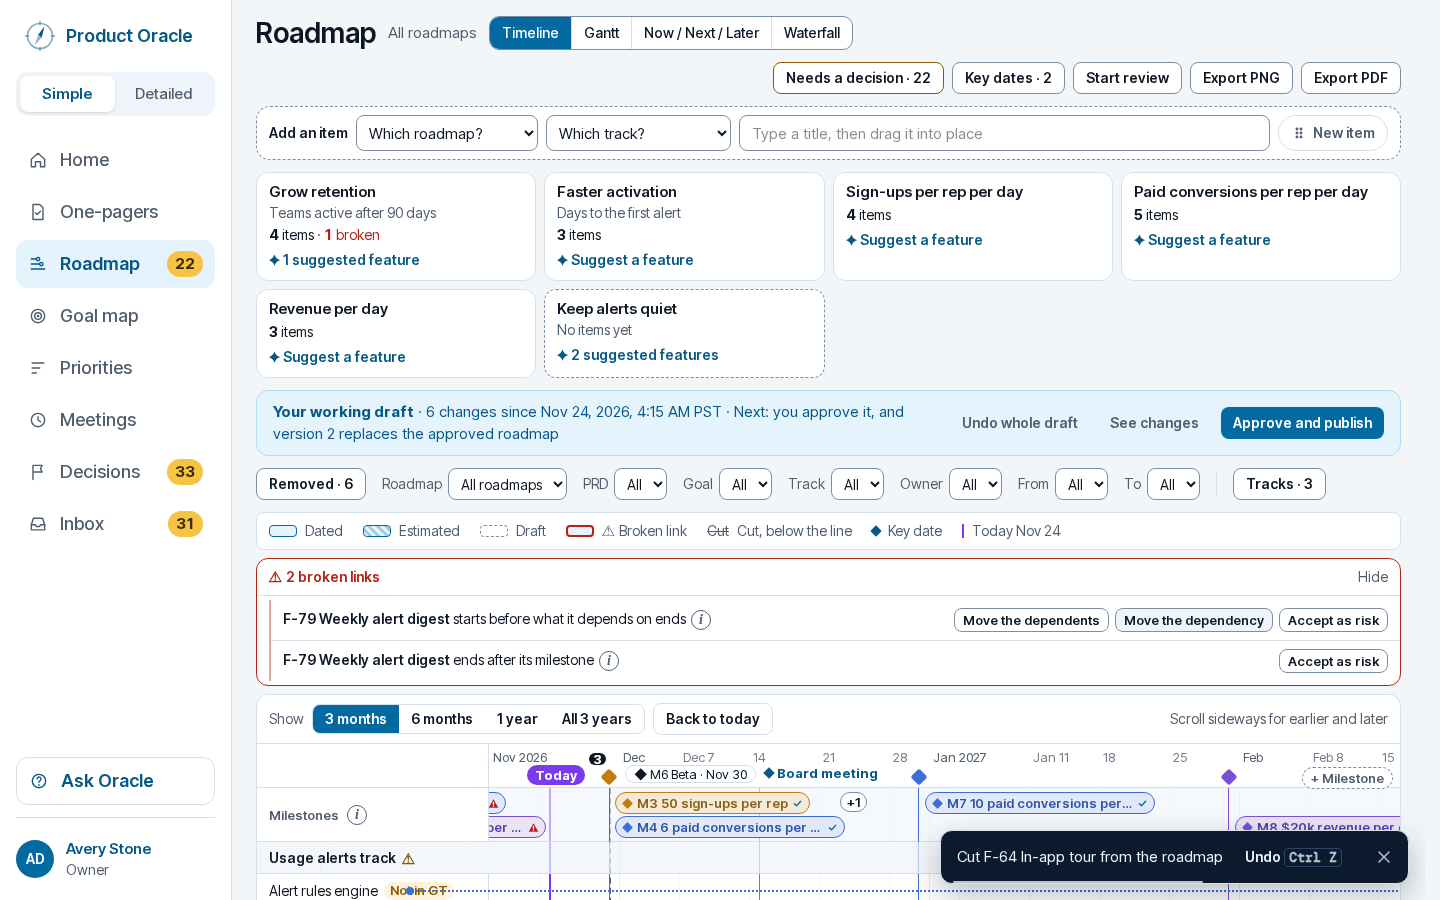 Product Oracle
Simple
Detailed
Home
One-pagers
Roadmap 22
Goal map
Priorities
Meetings
Decisions 33
Inbox 31
Ask Oracle
AD
Avery Stone
Owner
Roadmap All roadmaps Timeline Gantt Now / Next / Later Waterfall
Needs a decision · 22 Key dates · 2 Start review Export PNG Export PDF
Add an item Which roadmap? Which track? Type a title, then drag it into place New item
Grow retention
Teams active after 90 days
4 items · 1 broken
1 suggested feature
Faster activation
Days to the first alert
3 items
Suggest a feature
Sign-ups per rep per day
4 items
Suggest a feature
Paid conversions per rep per day
5 items
Suggest a feature
Revenue per day
3 items
Suggest a feature
Keep alerts quiet
No items yet
2 suggested features
Your working draft · 6 changes since Nov 24, 2026, 4:15 AM PST · Next: you approve it, and
version 2 replaces the approved roadmap
Undo whole draft See changes Approve and publish
Removed · 6 Roadmap All roadmaps PRD All Goal All Track All Owner All From All To All Tracks · 3
Dated Estimated Draft ⚠ Broken link Cut Cut, below the line Key date Today Nov 24
⚠ 2 broken links Hide
F-79 Weekly alert digest starts before what it depends on ends i Move the dependents Move the dependency Accept as risk
F-79 Weekly alert digest ends after its milestone i Accept as risk
Show 3 months 6 months 1 year All 3 years Back to today Scroll sideways for earlier and later
Nov 2026 3 Dec Dec 7 14 21 28 Jan 2027 Jan 11 18 25 Feb Feb 8 15
Today M6 Beta · Nov 30 Board meeting + Milestone
Milestones i
M3 50 sign-ups per rep +1 M7 10 paid conversions per...
per ... M4 6 paid conversions per ... M8 $20k revenue per
Usage alerts track ⚠
Alert rules engine Not in GT
Cut F-64 In-app tour from the roadmap Undo Ctrl Z